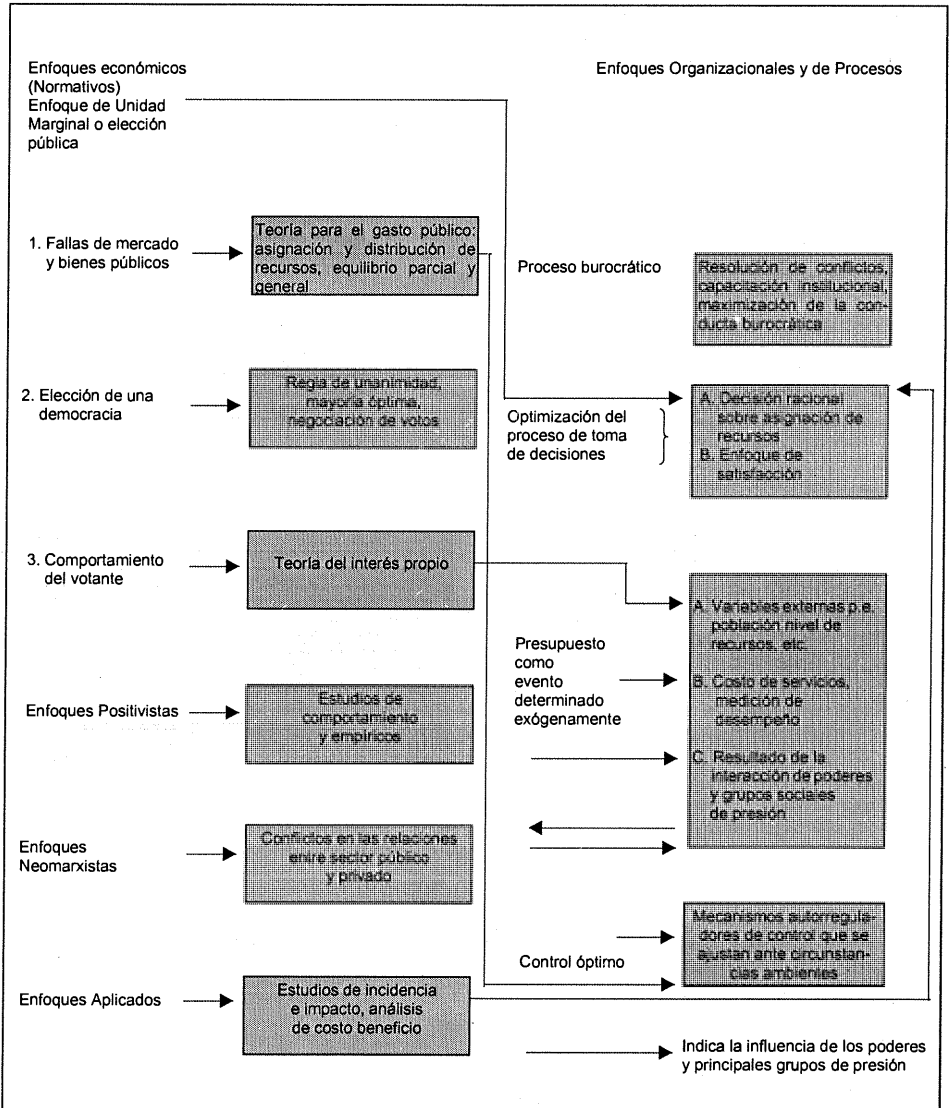 Enfoques económicos
(Normativos)
Enfoque de Unidad
Marginal o elección
pública
Enfoques Organizacionales y de Procesos
1. Fallas de mercado
y bienes públicos
Teoría para el gasto público:
asignación y distribución de
recursos, equilibrio parcial y
general
Proceso burocrático
Resolución de conflictos,
capacitación institucional,
maximización de la con-
ducta burocrática
2. Elección de una
democracia
Regla de unanimidad,
mayoría óptima,
negociación de votos
Optimización del
proceso de toma
de decisiones
A. Decisión racional
sobre asignación de
recursos
B. Enfoque de
satisfacción
3. Comportamiento
del votante
Teoría del interés propio
Presupuesto
como
evento
determinado
exógenamente
A. Variables externas p.e.
población nivel de
recursos, etc.
B. Costo de servicios,
medición de
desempeño
C. Resultado de la
interacción de poderes
y grupos sociales
de presión
Enfoques Positivistas
Estudios de
comportamiento
y empíricos
Enfoques
Neomarxistas
Conflictos en las relaciones
entre sector público
y privado
Control óptimo
Mecanismos autorregula-
dores de control que se
ajustan ante circunstan-
cias ambientes
Enfoques Aplicados
Estudios de incidencia
e impacto, análisis
de costo beneficio
Indica la influencia de los poderes
y principales grupos de presión